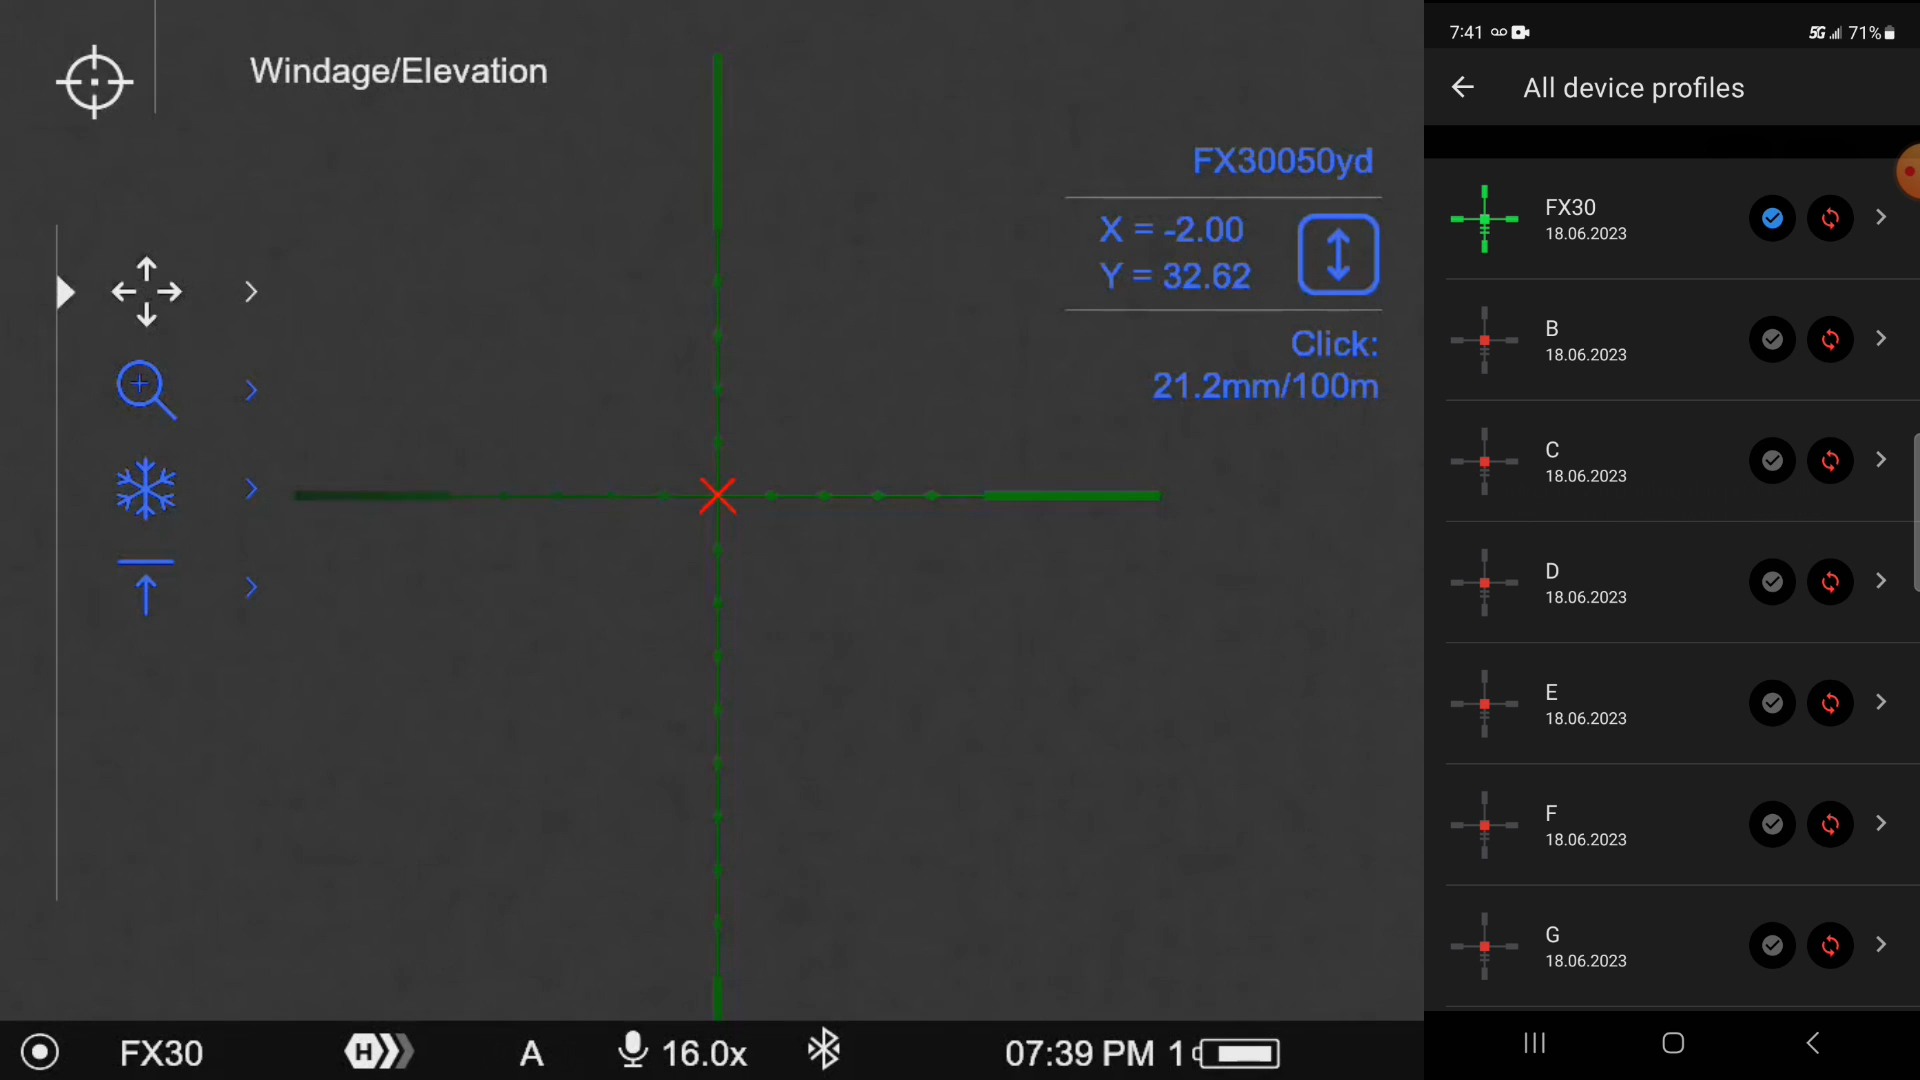 Windage/Elevation
FX30050yd
X = -2.00
Y = 32.62
Click:
21.2mm/100m
FX30
H
A
16.0x
07:39 PM 1
7:41
5G 71%
All device profiles
FX30
18.06.2023
B
18.06.2023
C
18.06.2023
D
18.06.2023
E
18.06.2023
F
18.06.2023
G
18.06.2023